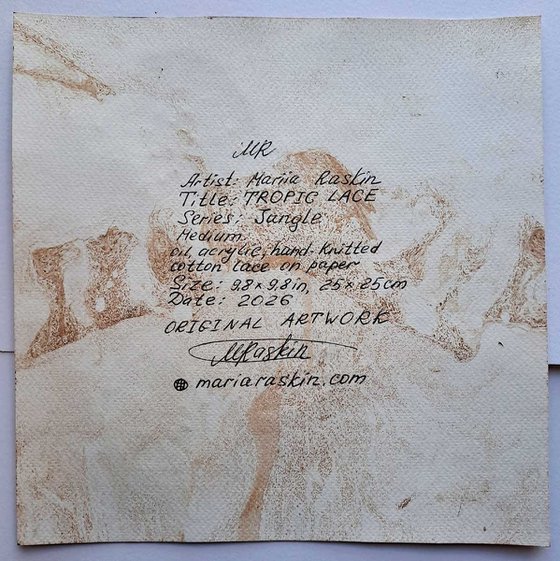 MR
Artist: Mariia Raskin
Title: TROPIC LACE
Series: Jangle
Medium:
oil, acrylic, hand-knitted
cotton lace on paper
Size: 9.8 x 9.8 in, 25 x 25 cm
Date: 2026
ORIGINAL ARTWORK
MRaskin
mariaraskin.com